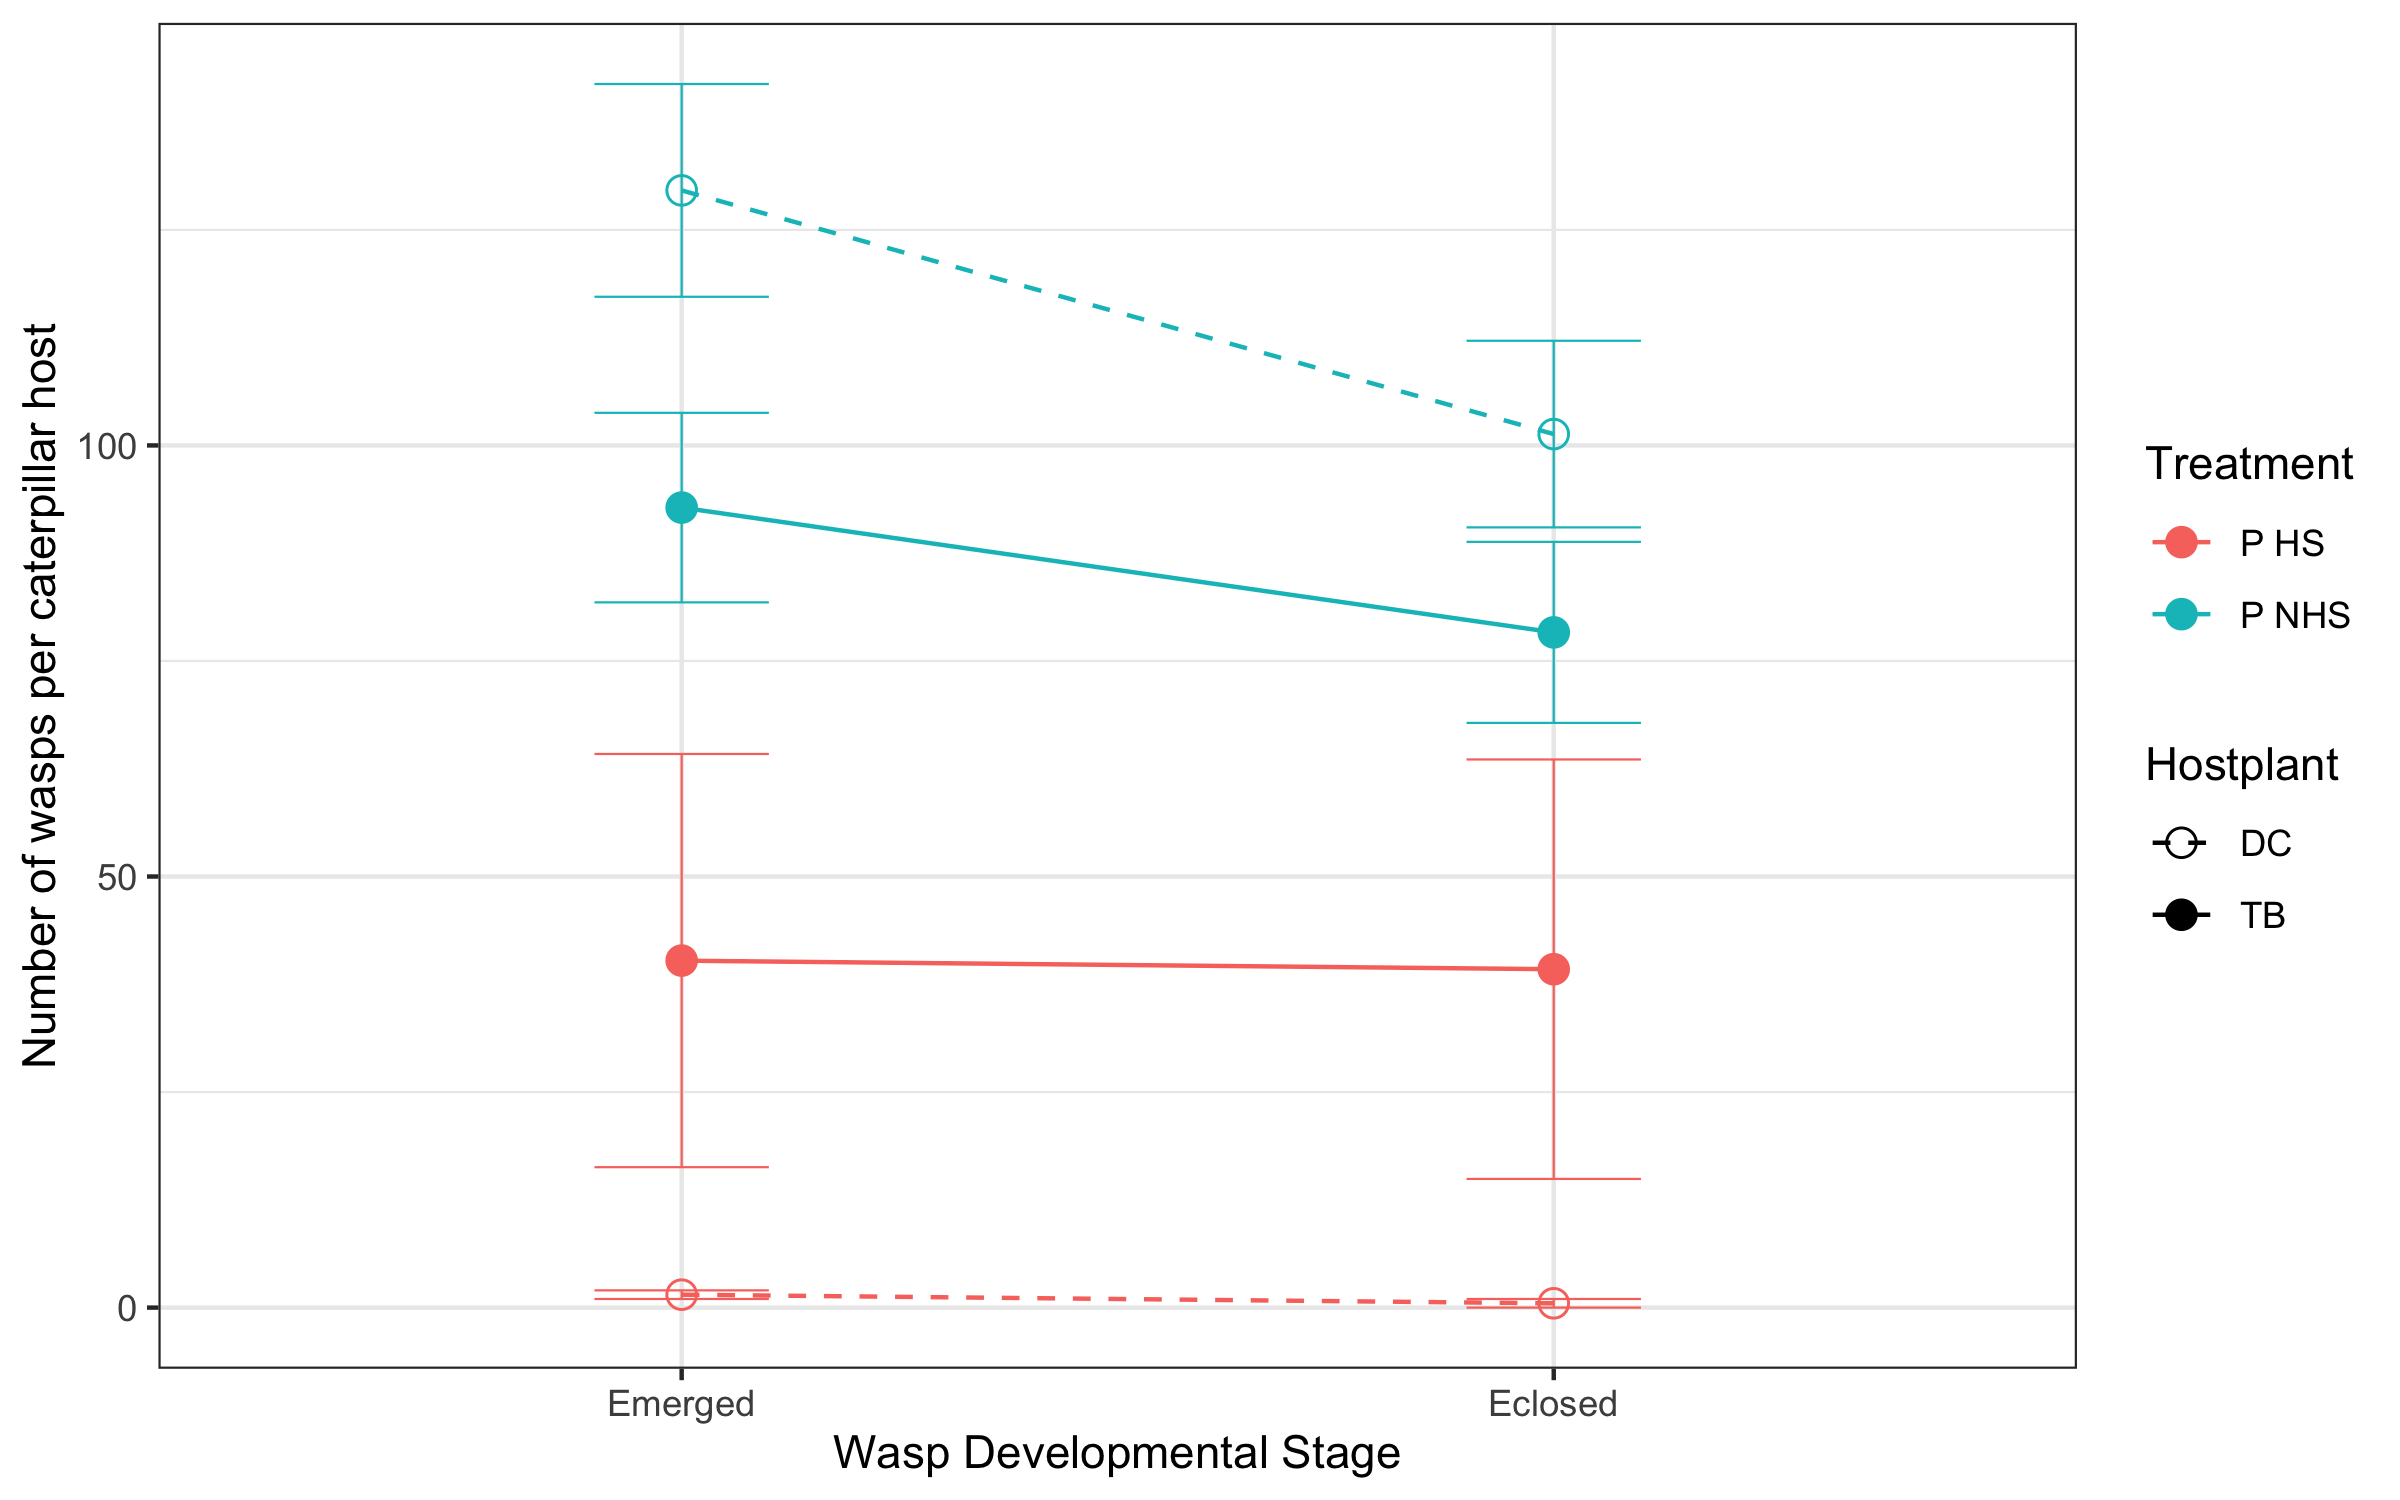 Number of wasps per caterpillar host
100
50
0
Emerged
Eclosed
Wasp Developmental Stage
Treatment
P HS
P NHS
Hostplant
DC
TB